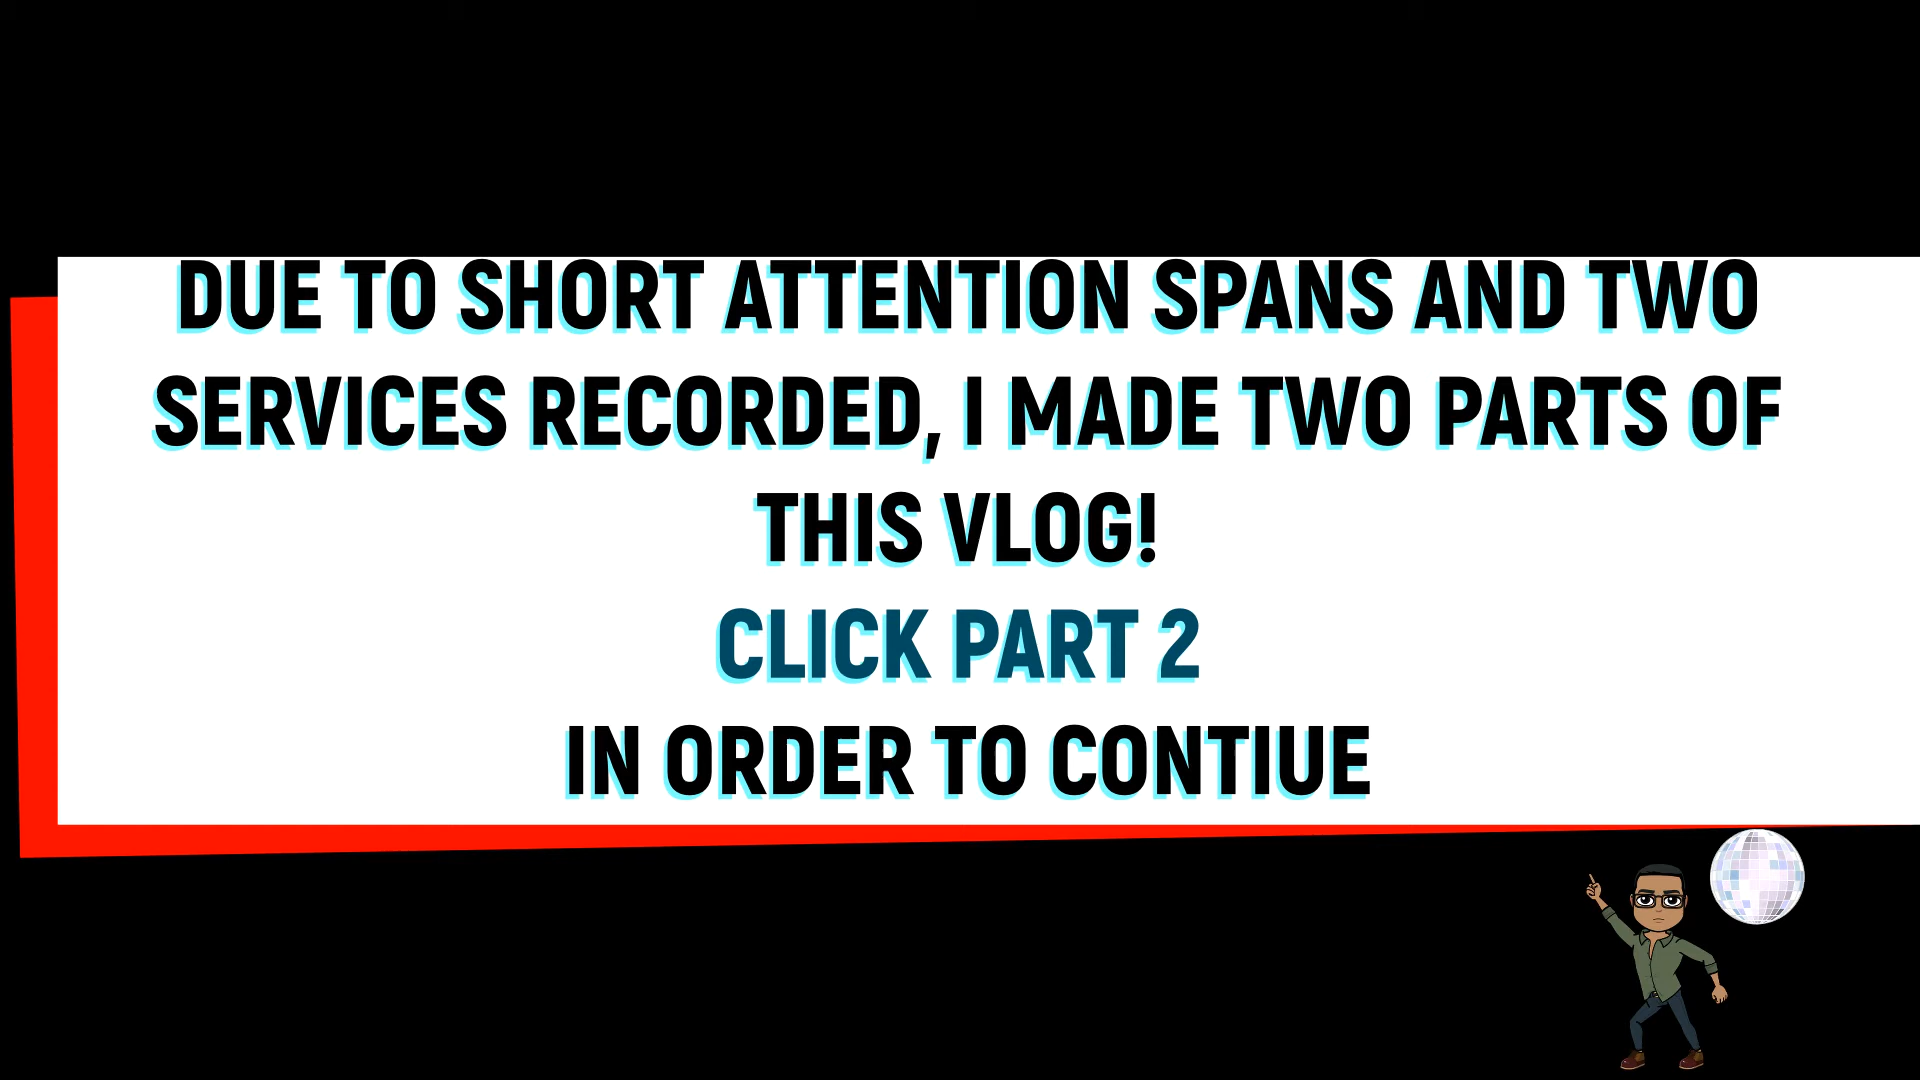 DUE TO SHORT ATTENTION SPANS AND TWO
SERVICES RECORDED, I MADE TWO PARTS OF
THIS VLOG!
CLICK PART 2
IN ORDER TO CONTIUE